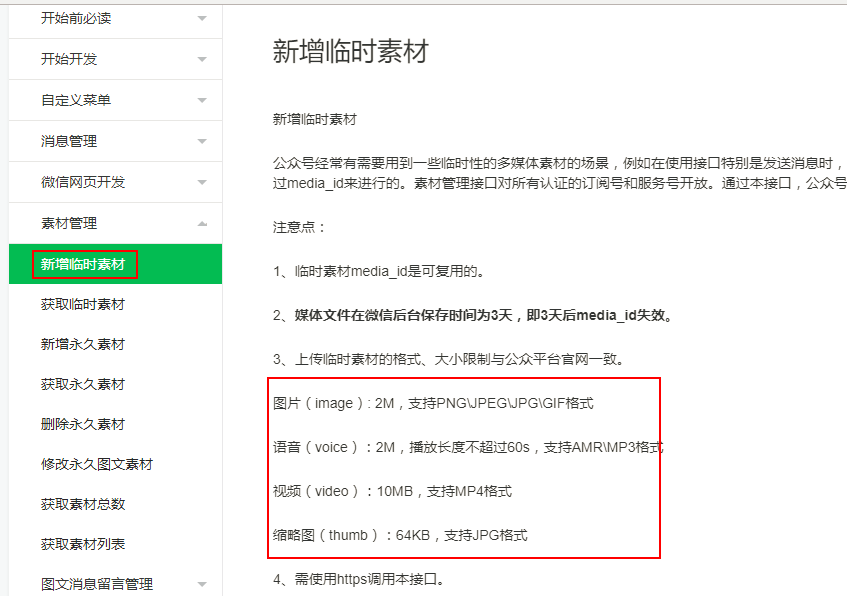 开始前必读
开始开发
自定义菜单
消息管理
微信网页开发
素材管理
新增临时素材
获取临时素材
新增永久素材
获取永久素材
删除永久素材
修改永久图文素材
获取素材总数
获取素材列表
图文消息留言管理
新增临时素材
新增临时素材
公众号经常有需要用到一些临时性的多媒体素材的场景，例如在使用接口特别是发送消息时，
过media_id来进行的。素材管理接口对所有认证的订阅号和服务号开放。通过本接口，公众号
注意点：
1、临时素材media_id是可复用的。
2、媒体文件在微信后台保存时间为3天，即3天后media_id失效。
3、上传临时素材的格式、大小限制与公众平台官网一致。
图片（image）: 2M，支持PNG\JPEG\JPG\GIF格式
语音（voice）：2M，播放长度不超过60s，支持AMR\MP3格式
视频（video）：10MB，支持MP4格式
缩略图（thumb）：64KB，支持JPG格式
4、需使用https调用本接口。